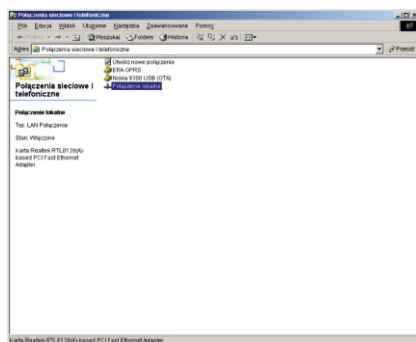 Połączenia sieciowe i telefoniczne
Plik Edycja Widok Ulubione Narzędzia Zaawansowane Pomoc
Wstecz Wyszukaj Foldery Historia
Adres Połączenia sieciowe i telefoniczne Przejdź
Połączenia sieciowe i
telefoniczne
Połączenie lokalne
Typ: LAN Połączenie
Stan: Włączone
Karta Realtek RTL8139(A)-
based PCI Fast Ethernet
Adapter
Utwórz nowe połączenie
ERA GPRS
Nokia 9300 USB (OTA)
Połączenie lokalne
Karta Realtek RTL8139(A)-based PCI Fast Ethernet Adapter